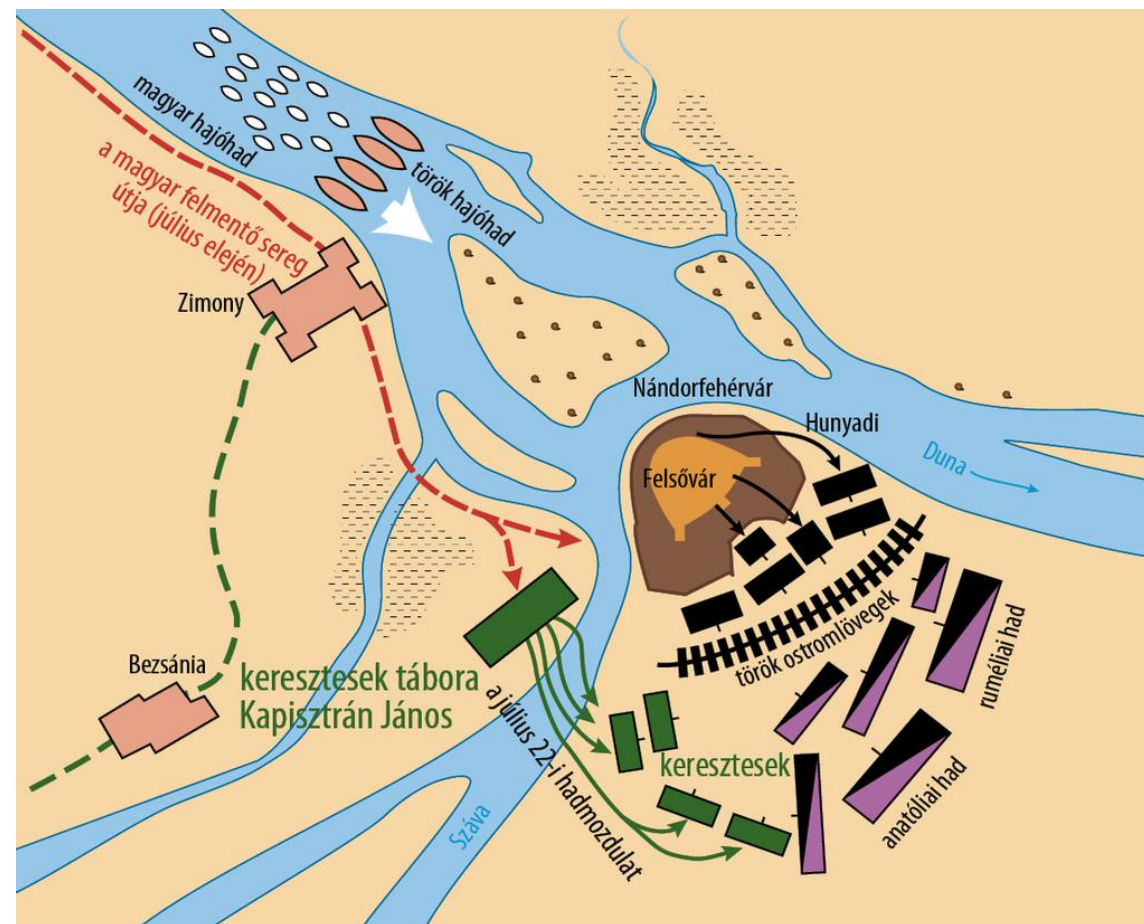 magyar hajóhad
török hajóhad
a magyar felmentő sereg
útja (július elején)
Zimony
Nándorfehérvár
Hunyadi
Felsővár
Duna
török ostromlövegek
ruméliai had
anatóliai had
Bezsánia
keresztesek tábora
Kapisztrán János
a július 22-i hadmozdulat
keresztesek
Száva